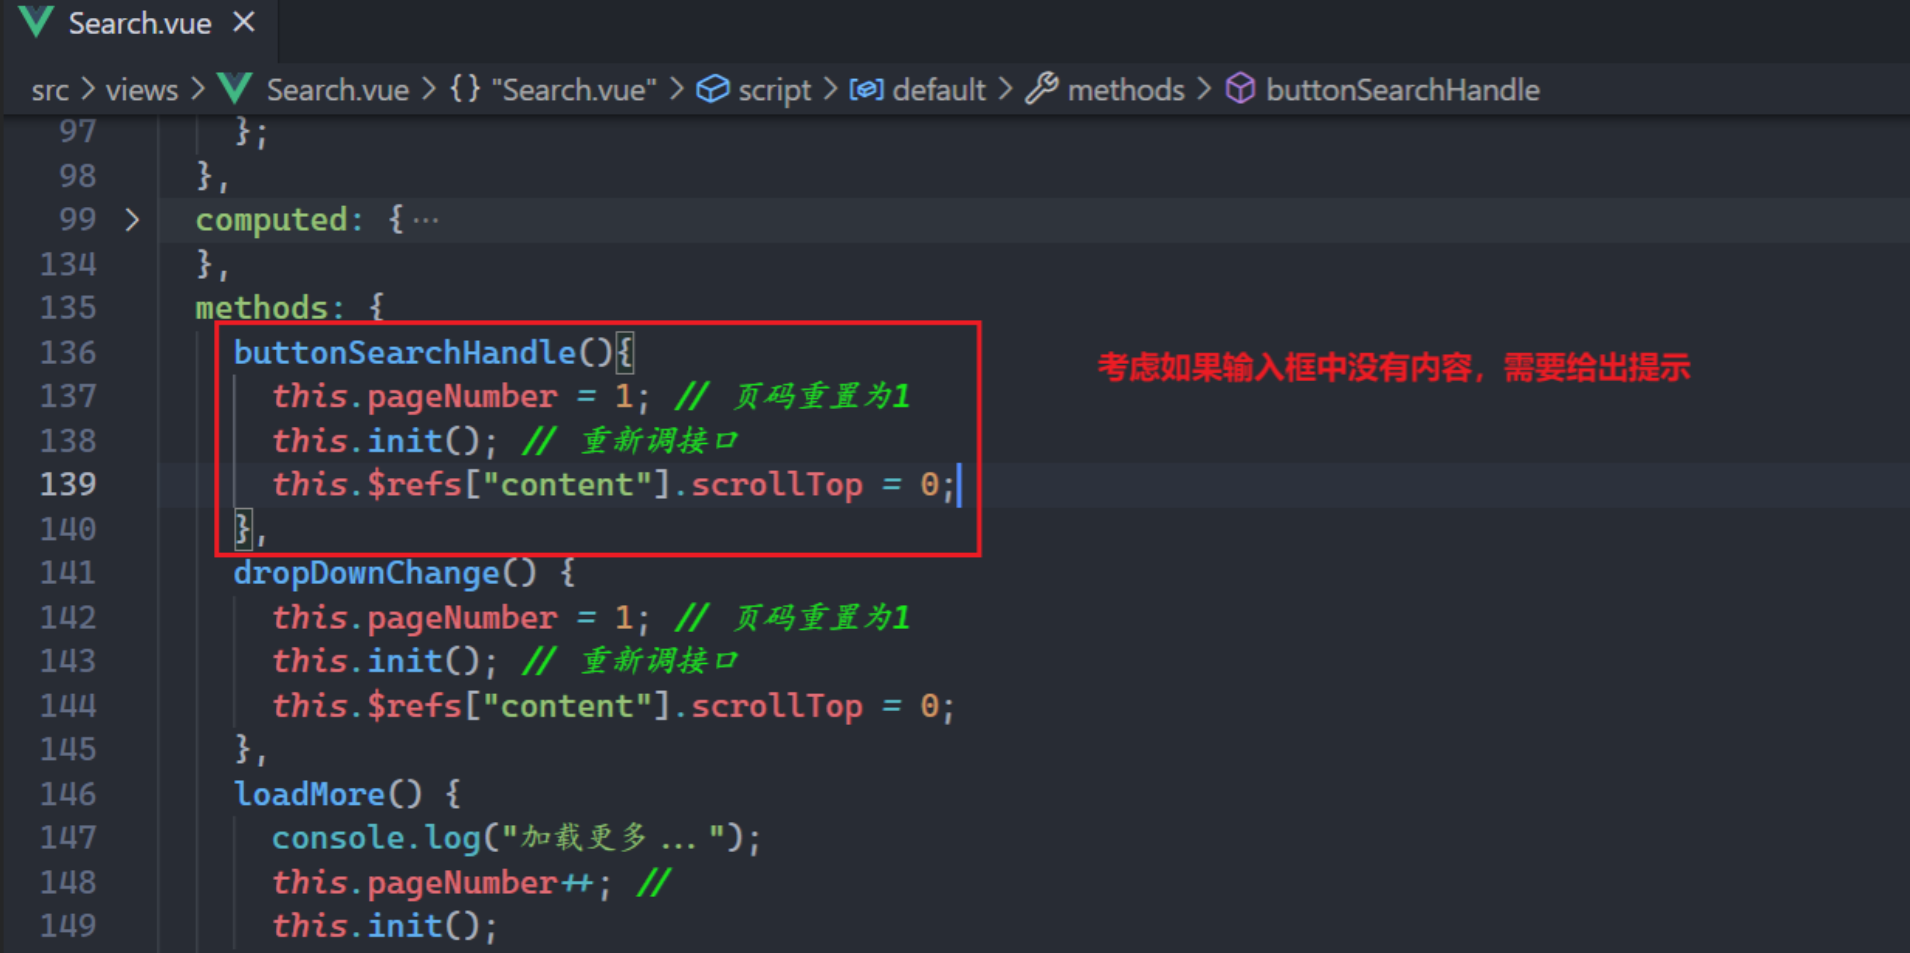 Search.vue ×
src > views > Search.vue > {} "Search.vue" > script > default > methods > buttonSearchHandle
97 };
98 },
99 > computed: { ...
134 },
135 methods: {
136 buttonSearchHandle(){
考虑如果输入框中没有内容，需要给出提示
137 this.pageNumber = 1; // 页码重置为1
138 this.init(); // 重新调接口
139 this.$refs["content"].scrollTop = 0;
140 },
141 dropDownChange() {
142 this.pageNumber = 1; // 页码重置为1
143 this.init(); // 重新调接口
144 this.$refs["content"].scrollTop = 0;
145 },
146 loadMore() {
147 console.log("加载更多...");
148 this.pageNumber++; //
149 this.init();